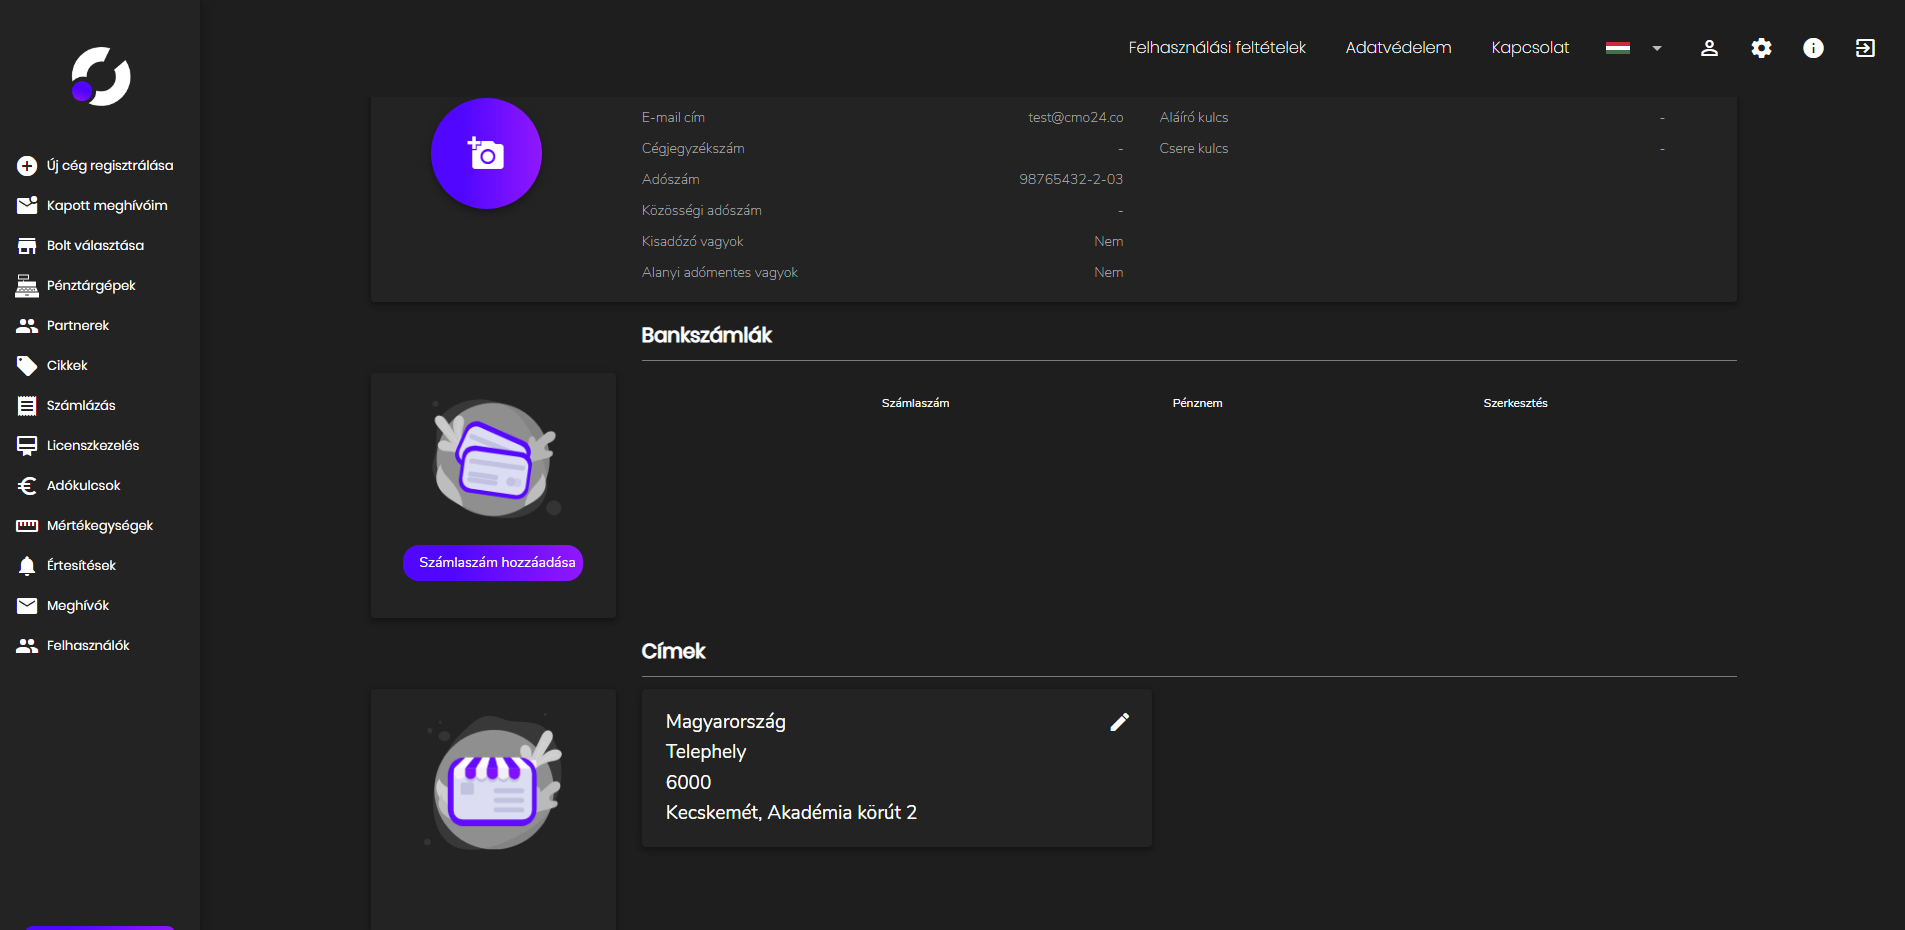 Felhasználási feltételek
Adatvédelem
Kapcsolat
Új cég regisztrálása
Kapott meghívóim
Bolt választása
Pénztárgépek
Partnerek
Cikkek
Számlázás
Licenszkezelés
Adókulcsok
Mértékegységek
Értesítések
Meghívók
Felhasználók
E-mail cím test@cmo24.co
Cégjegyzékszám -
Adószám 98765432-2-03
Közösségi adószám -
Kisadózó vagyok Nem
Alanyi adómentes vagyok Nem
Aláíró kulcs -
Csere kulcs -
Bankszámlák
Számlaszám Pénznem Szerkesztés
Számlaszám hozzáadása
Címek
Magyarország
Telephely
6000
Kecskemét, Akadémia körút 2